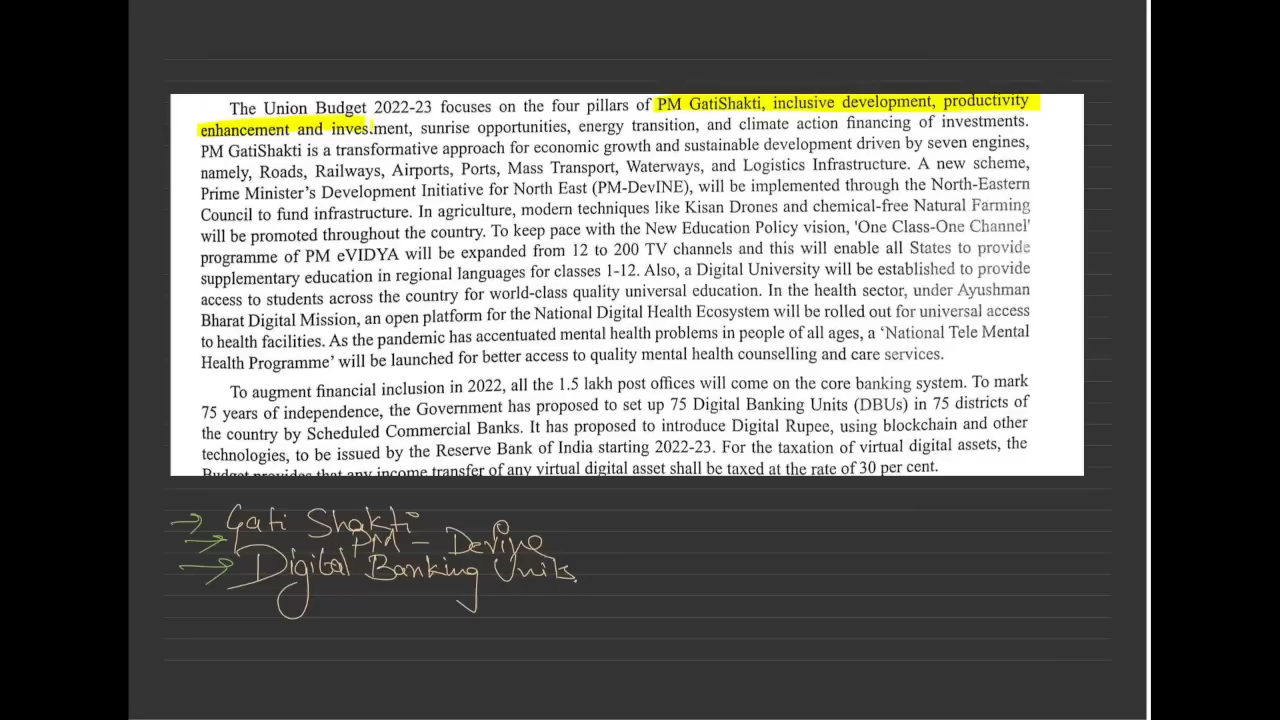 The Union Budget 2022-23 focuses on the four pillars of PM GatiShakti, inclusive development, productivity
enhancement and inves.ment, sunrise opportunities, energy transition, and climate action financing of investments.
PM GatiShakti is a transformative approach for economic growth and sustainable development driven by seven engines,
namely, Roads, Railways, Airports, Ports, Mass Transport, Waterways, and Logistics Infrastructure. A new scheme,
Prime Minister's Development Initiative for North East (PM-DevINE), will be implemented through the North-Eastern
Council to fund infrastructure. In agriculture, modern techniques like Kisan Drones and chemical-free Natural Farming
will be promoted throughout the country. To keep pace with the New Education Policy vision, 'One Class-One Channel'
programme of PM eVIDYA will be expanded from 12 to 200 TV channels and this will enable all States to provide
supplementary education in regional languages for classes 1-12. Also, a Digital University will be established to provide
access to students across the country for world-class quality universal education. In the health sector, under Ayushman
Bharat Digital Mission, an open platform for the National Digital Health Ecosystem will be rolled out for universal access
to health facilities. As the pandemic has accentuated mental health problems in people of all ages, a ‘National Tele Mental
Health Programme’ will be launched for better access to quality mental health counselling and care services.
To augment financial inclusion in 2022, all the 1.5 lakh post offices will come on the core banking system. To mark
75 years of independence, the Government has proposed to set up 75 Digital Banking Units (DBUs) in 75 districts of
the country by Scheduled Commercial Banks. It has proposed to introduce Digital Rupee, using blockchain and other
technologies, to be issued by the Reserve Bank of India starting 2022-23. For the taxation of virtual digital assets, the
Budget provides that any income transfer of any virtual digital asset shall be taxed at the rate of 30 per cent.
→ Gati Shakti
→ PM - Devine
→ Digital Banking Units